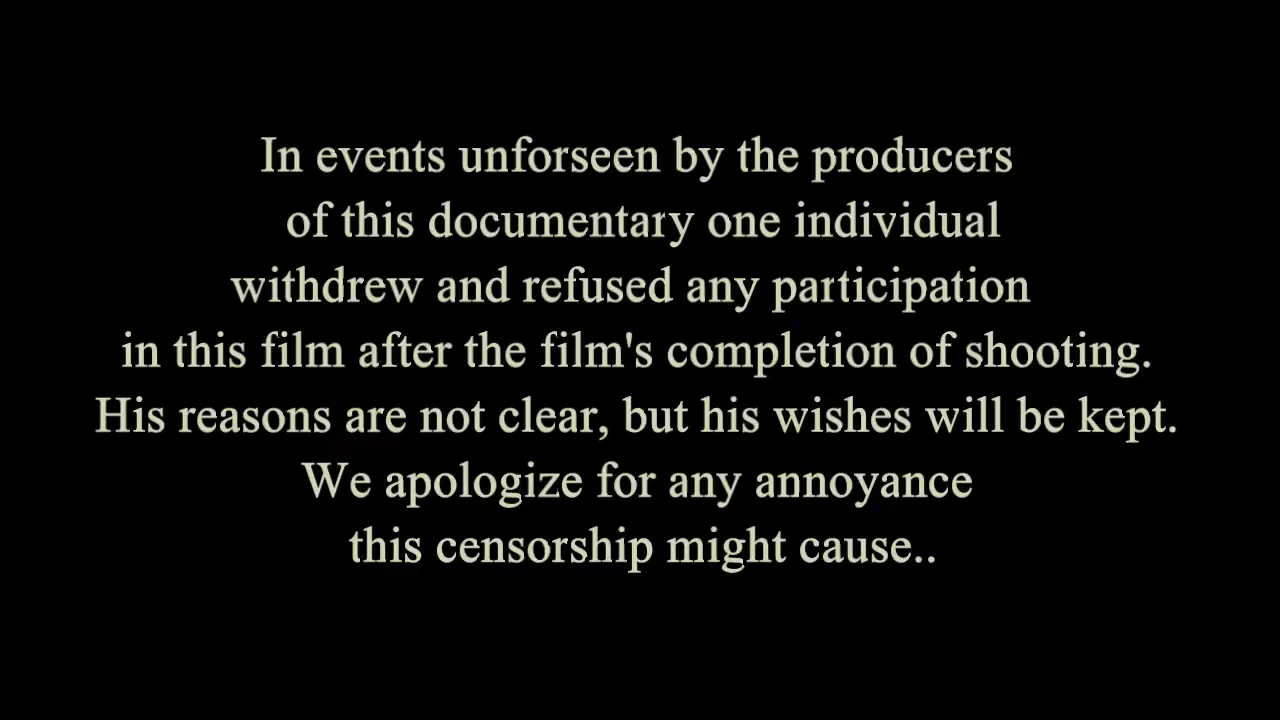 In events unforseen by the producers
of this documentary one individual
withdrew and refused any participation
in this film after the film's completion of shooting.
His reasons are not clear, but his wishes will be kept.
We apologize for any annoyance
this censorship might cause..